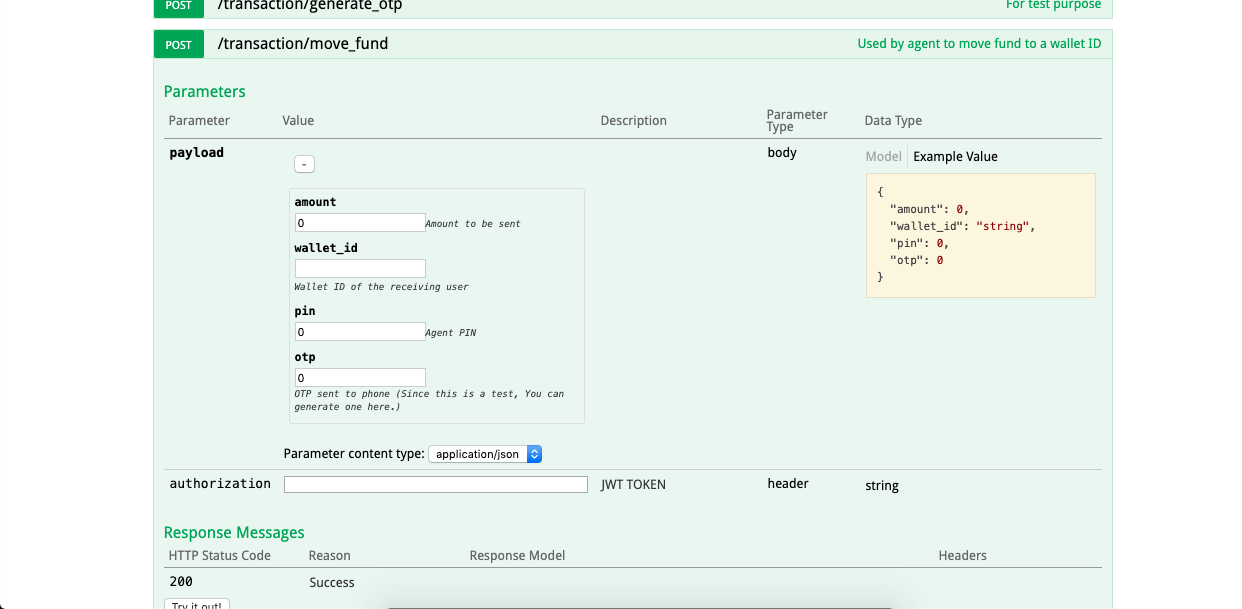 POST /transaction/generate_otp For test purpose
POST /transaction/move_fund Used by agent to move fund to a wallet ID
Parameters
Parameter Value Description Parameter Type Data Type
payload - body Model Example Value
amount
0 Amount to be sent
wallet_id
Wallet ID of the receiving user
pin
0 Agent PIN
otp
0
OTP sent to phone (Since this is a test, You can
generate one here.)
{
"amount": 0,
"wallet_id": "string",
"pin": 0,
"otp": 0
}
Parameter content type: application/json
authorization JWT TOKEN header string
Response Messages
HTTP Status Code Reason Response Model Headers
200 Success
Try it out!